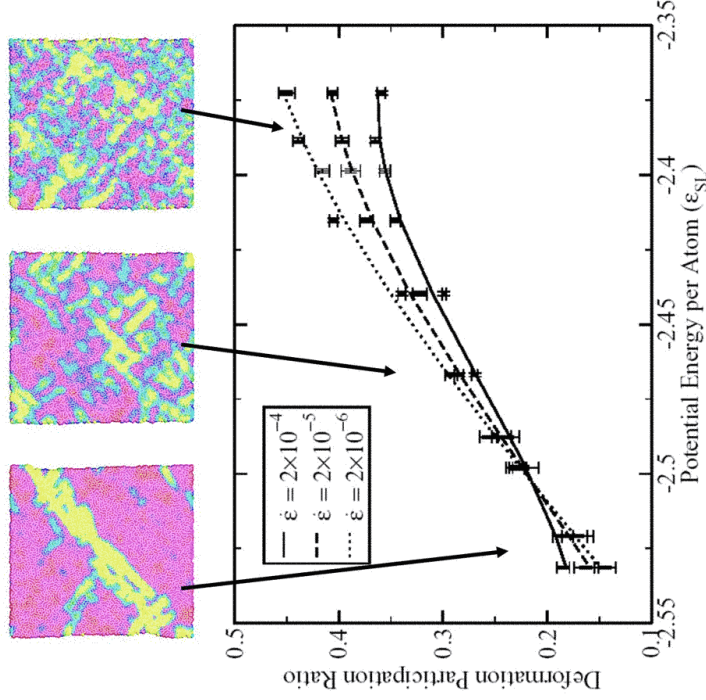 Deformation Participation Ratio
0.5
0.4
0.3
0.2
0.1
ε̇ = 2×10⁻⁴
ε̇ = 2×10⁻⁵
ε̇ = 2×10⁻⁶
-2.55
-2.5
-2.45
-2.4
-2.35
Potential Energy per Atom (ε_SL)